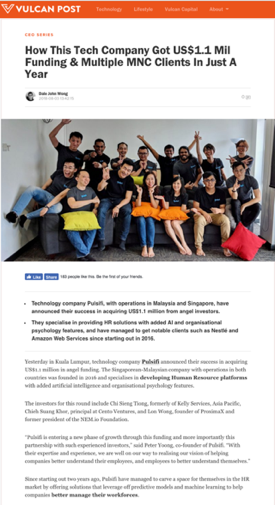 VULCAN POST
Technology
Lifestyle
Vulcan Capital
About
CEO SERIES
How This Tech Company Got US$1.1 Mil
Funding & Multiple MNC Clients In Just A
Year
Like
Share
Be the first of your friends.
Technology company Pulsifi, with operations in Malaysia and Singapore, have
announced their success in acquiring US$1.1 million from angel investors.
They specialise in providing HR solutions with added AI and organisational
psychology features, and have managed to get notable clients such as Nestlé and
Amazon Web Services since starting out in 2016.
Yesterday in Kuala Lumpur, technology company Pulsifi announced their success in acquiring
US$1.1 million in angel funding. The Singaporean-Malaysian company with operations in both
countries was founded in 2016 and specialises in developing Human Resource platforms
with added artificial intelligence and organisational psychology features.
The investors for this round include Chi Sieng Tiong, formerly of Kelly Services, Asia Pacific,
Chieh Suang Khor, principal at Cento Ventures, and Lon Wong, founder of ProximaX and
former president of the NEM.io Foundation.
"Pulsifi is entering a new phase of growth through this funding and more importantly this
partnership with such experienced investors," said Peter Yoong, co-founder of Pulsifi. "With
their expertise and experience, we are well on our way to realising our vision of helping
companies better understand their employees, and employees to better understand themselves."
Since starting out two years ago, Pulsifi have managed to carve a space for themselves in the HR
market by offering solutions that leverage off predictive models and machine learning to help
companies better manage their workforces.